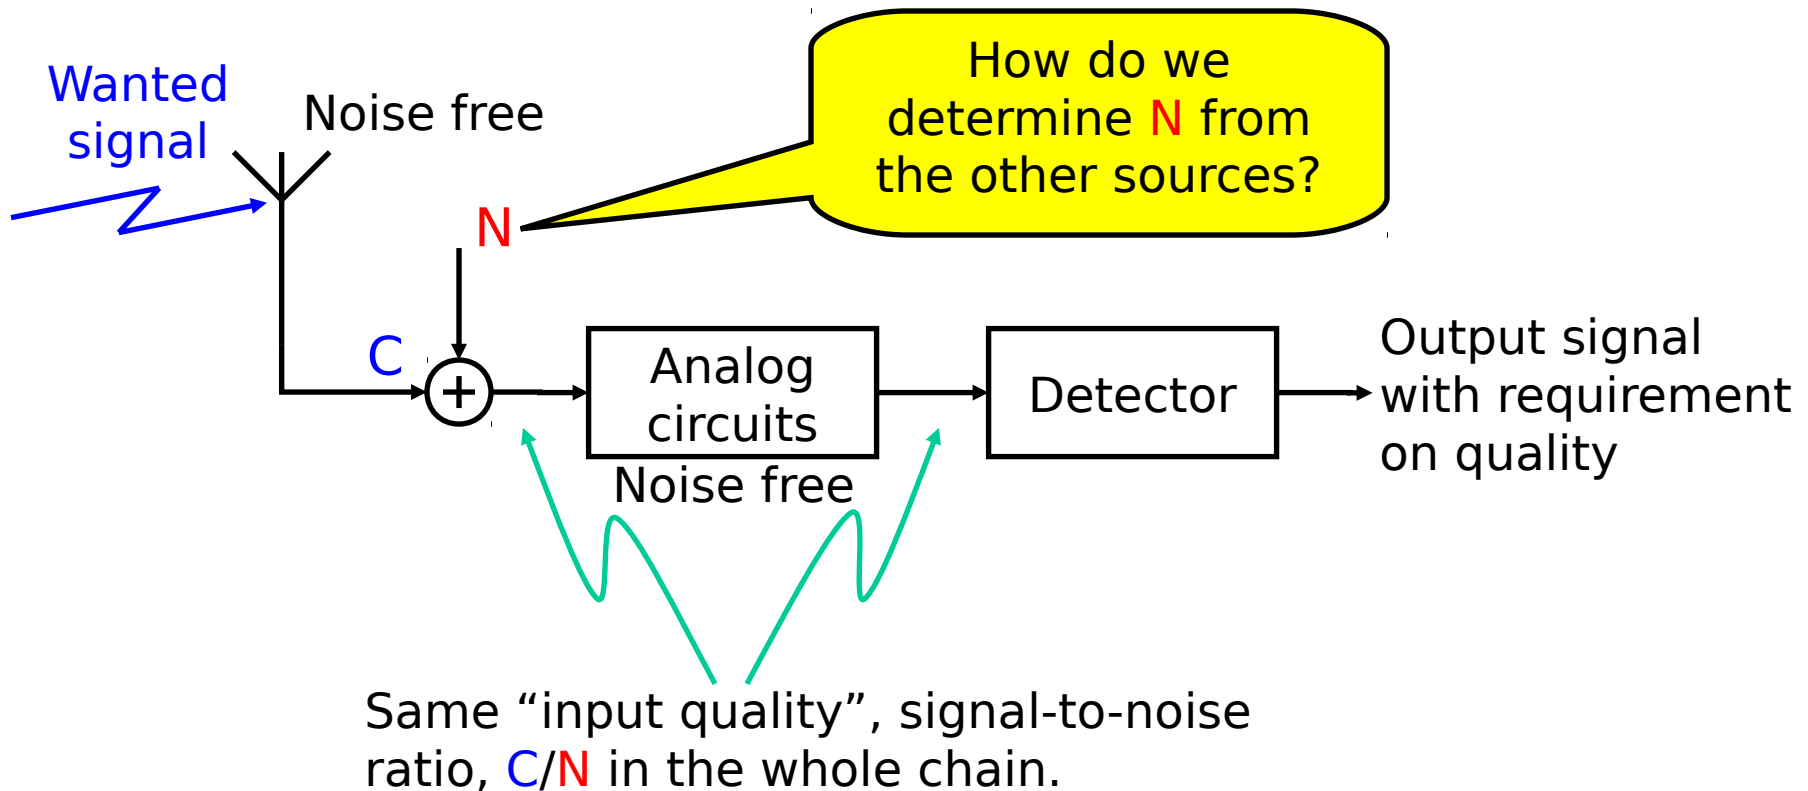 Wanted
signal
Noise free
How do we
determine N from
the other sources?
N
C
+
Analog
circuits
Noise free
Detector
Output signal
with requirement
on quality
Same “input quality”, signal-to-noise
ratio, C/N in the whole chain.